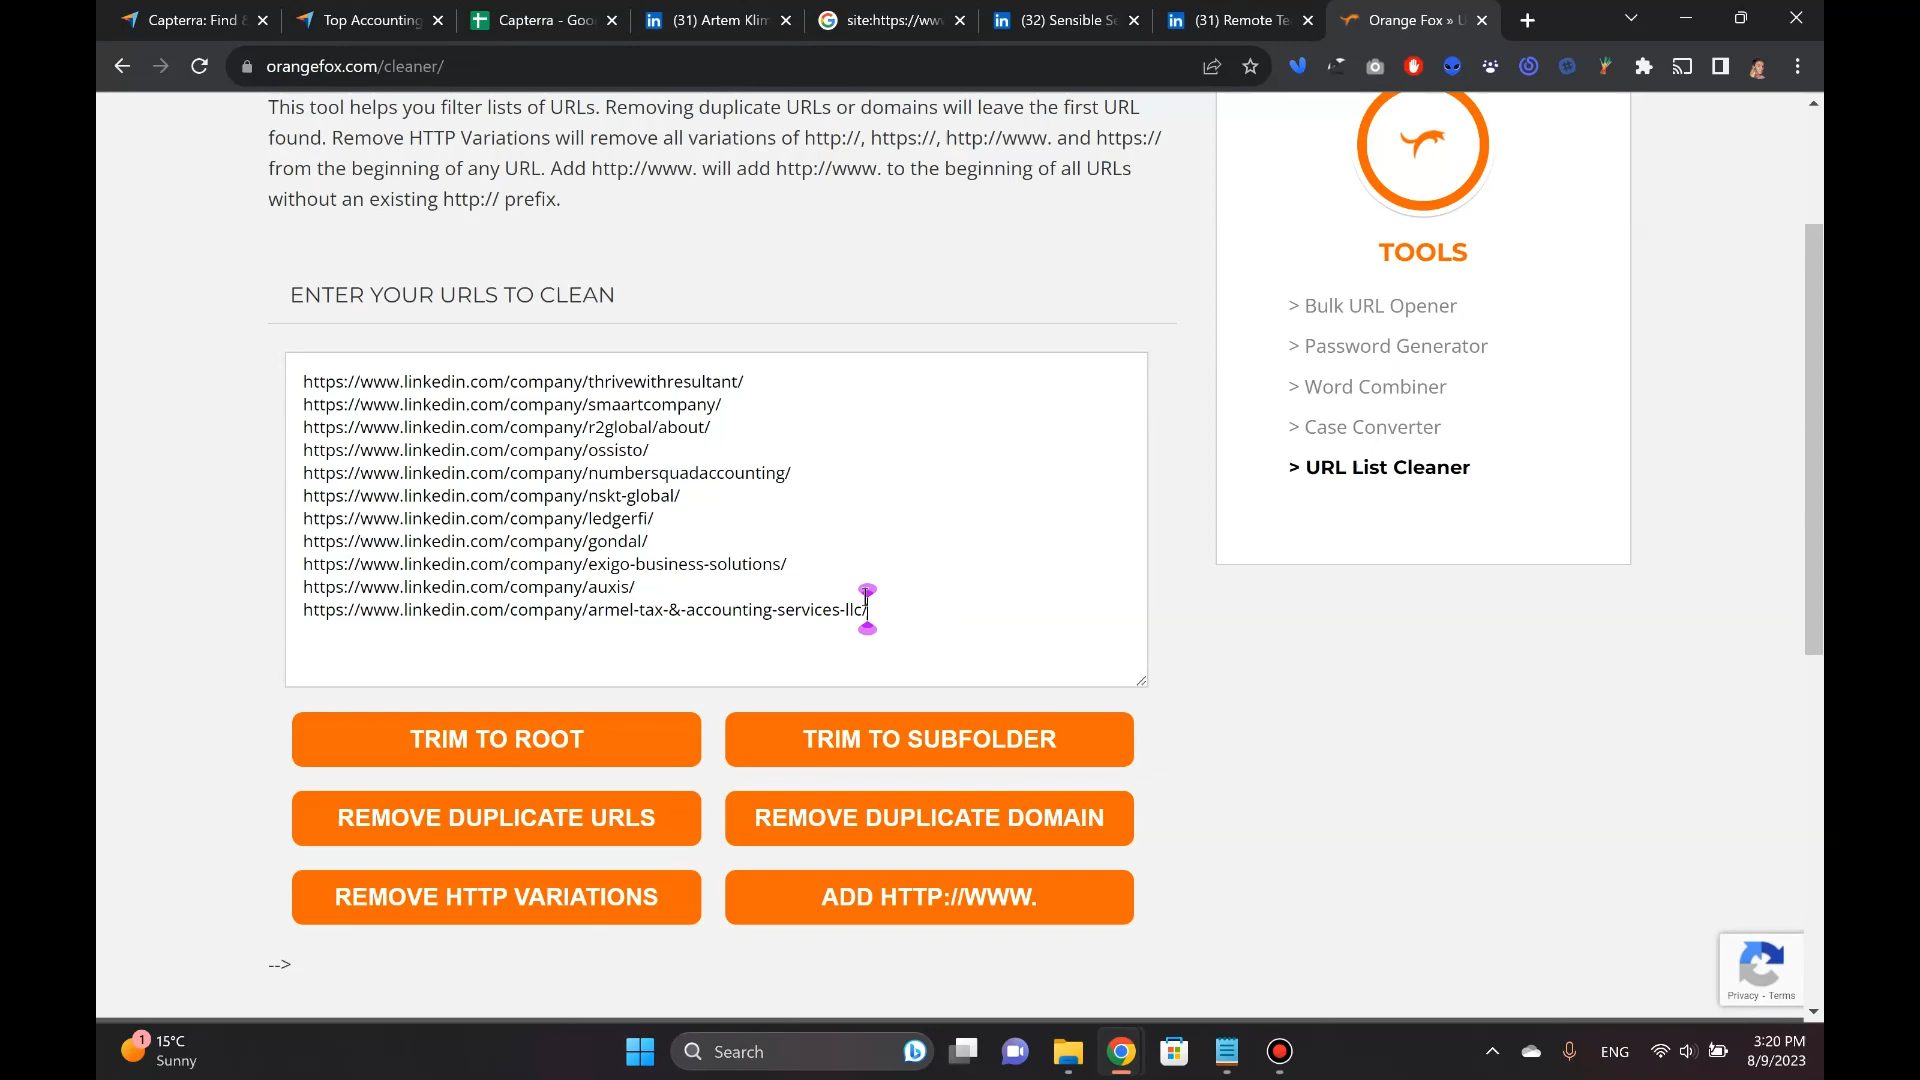 Capterra: Find &
Top Accounting
Capterra - Goo
(31) Artem Klim
site:https://ww
(32) Sensible Se
(31) Remote Te
Orange Fox » U
orangefox.com/cleaner/
This tool helps you filter lists of URLs. Removing duplicate URLs or domains will leave the first URL
found. Remove HTTP Variations will remove all variations of http://, https://, http://www. and https://
from the beginning of any URL. Add http://www. will add http://www. to the beginning of all URLs
without an existing http:// prefix.
ENTER YOUR URLS TO CLEAN
https://www.linkedin.com/company/thrivewithresultant/
https://www.linkedin.com/company/smaartcompany/
https://www.linkedin.com/company/r2global/about/
https://www.linkedin.com/company/ossisto/
https://www.linkedin.com/company/numbersquadaccounting/
https://www.linkedin.com/company/nskt-global/
https://www.linkedin.com/company/ledgerfi/
https://www.linkedin.com/company/gondal/
https://www.linkedin.com/company/exigo-business-solutions/
https://www.linkedin.com/company/auxis/
https://www.linkedin.com/company/armel-tax-&-accounting-services-llc/
TRIM TO ROOT
TRIM TO SUBFOLDER
REMOVE DUPLICATE URLS
REMOVE DUPLICATE DOMAIN
REMOVE HTTP VARIATIONS
ADD HTTP://WWW.
-->
TOOLS
> Bulk URL Opener
> Password Generator
> Word Combiner
> Case Converter
> URL List Cleaner
Privacy - Terms
1
15°C
Sunny
Search
ENG
3:20 PM
8/9/2023